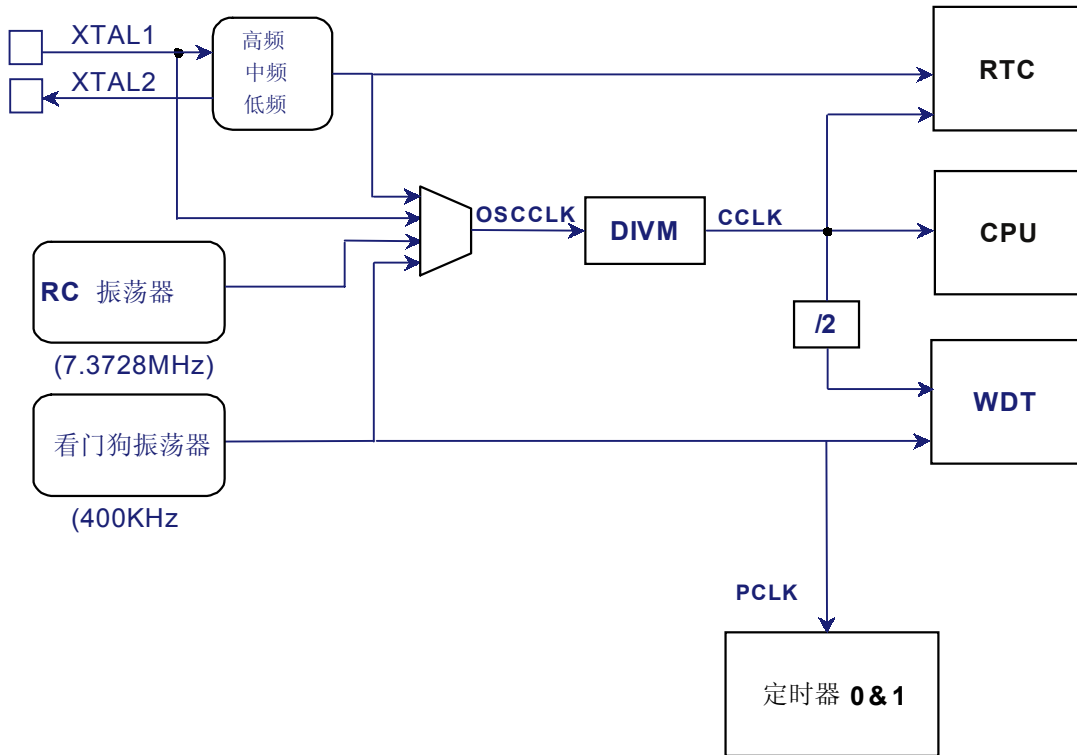 XTAL1
XTAL2
高频
中频
低频
RTC
OSCCLK
DIVM
CCLK
CPU
RC 振荡器
(7.3728MHz)
/2
WDT
看门狗振荡器
(400KHz
PCLK
定时器 0&1